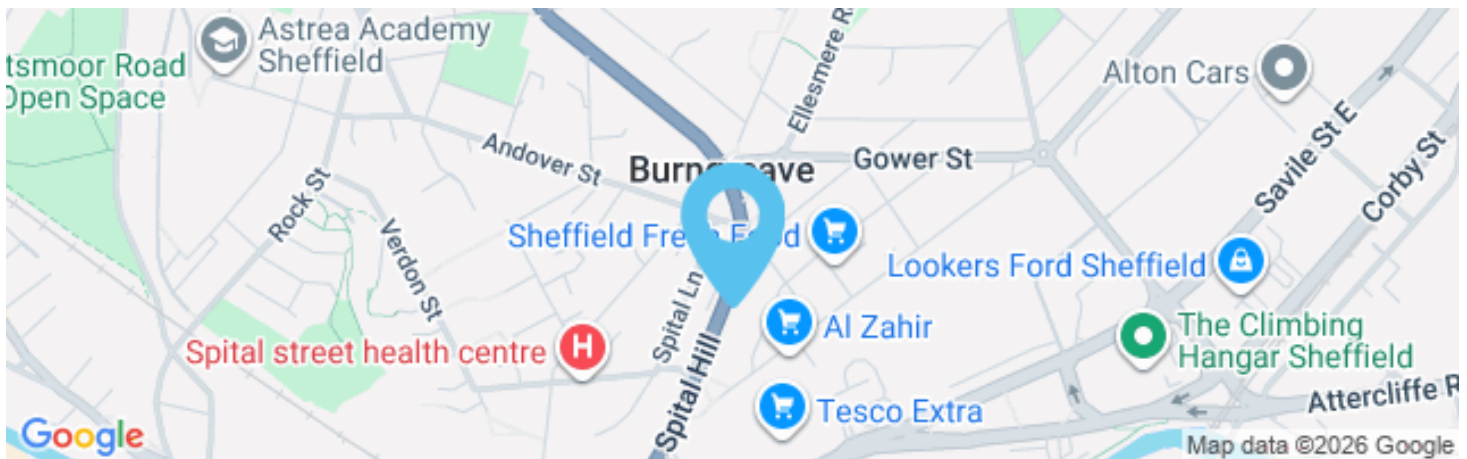 Astrea Academy
Sheffield
tsmoor Road
Open Space
Ellesmere R
Alton Cars
Savile St E
Corby St
Andover St
Gower St
Rock St
Verdon St
Sheffield
Spital Ln
Lookers Ford Sheffield
Al Zahir
The Climbing
Hangar Sheffield
Spital street health centre
Spital Hill
Tesco Extra
Attercliffe R
Google
Map data ©2026 Google